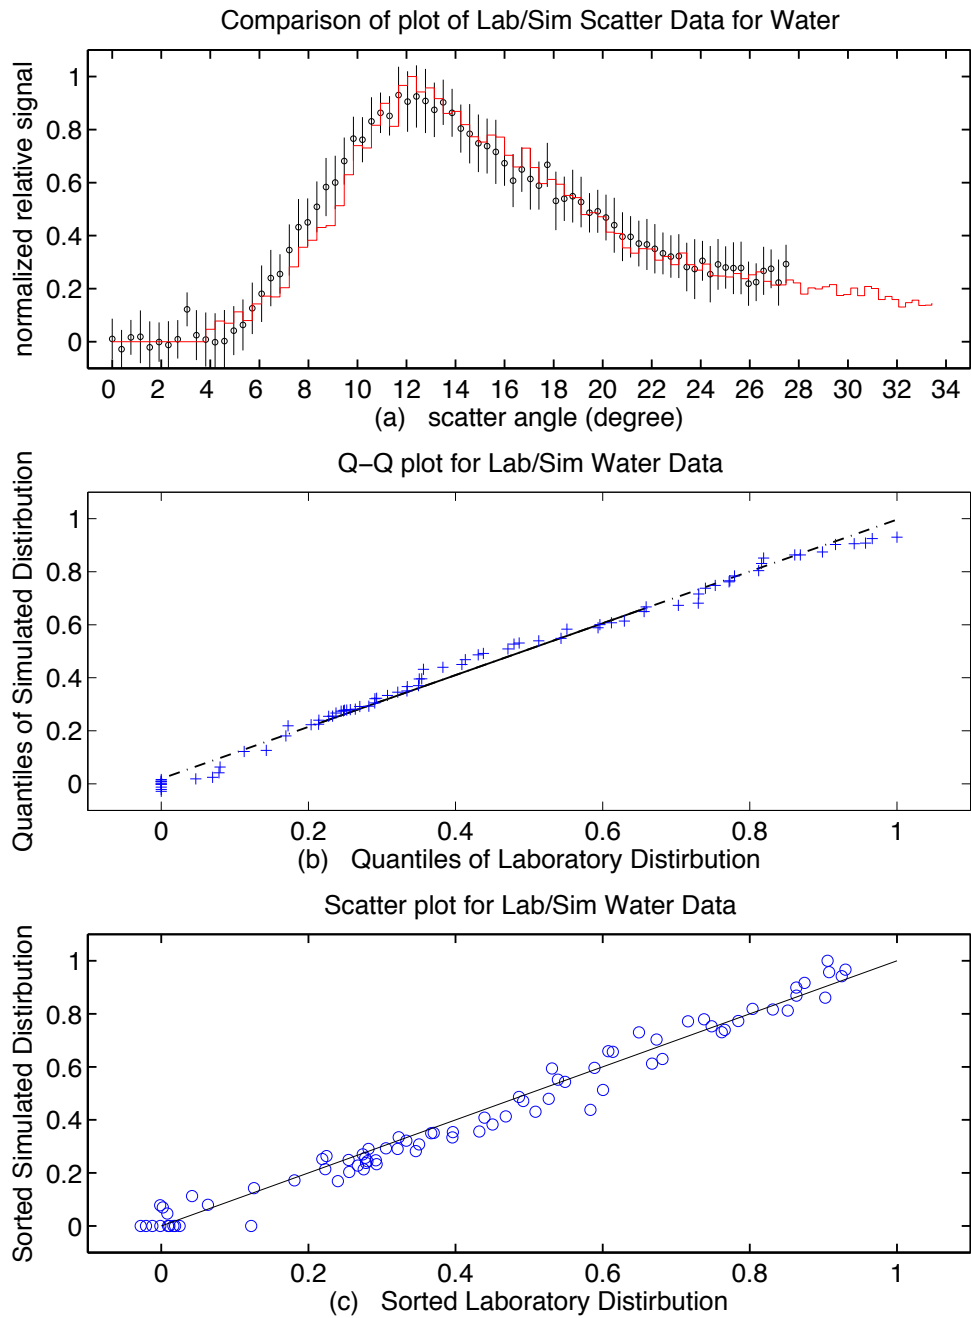 Comparison of plot of Lab/Sim Scatter Data for Water
normalized relative signal
1
0.8
0.6
0.4
0.2
0
0 2 4 6 8 10 12 14 16 18 20 22 24 26 28 30 32 34
(a) scatter angle (degree)
Q−Q plot for Lab/Sim Water Data
Quantiles of Simulated Distribution
1
0.8
0.6
0.4
0.2
0
0 0.2 0.4 0.6 0.8 1
(b) Quantiles of Laboratory Distirbution
Scatter plot for Lab/Sim Water Data
Sorted Simulated Distribution
1
0.8
0.6
0.4
0.2
0
0 0.2 0.4 0.6 0.8 1
(c) Sorted Laboratory Distirbution